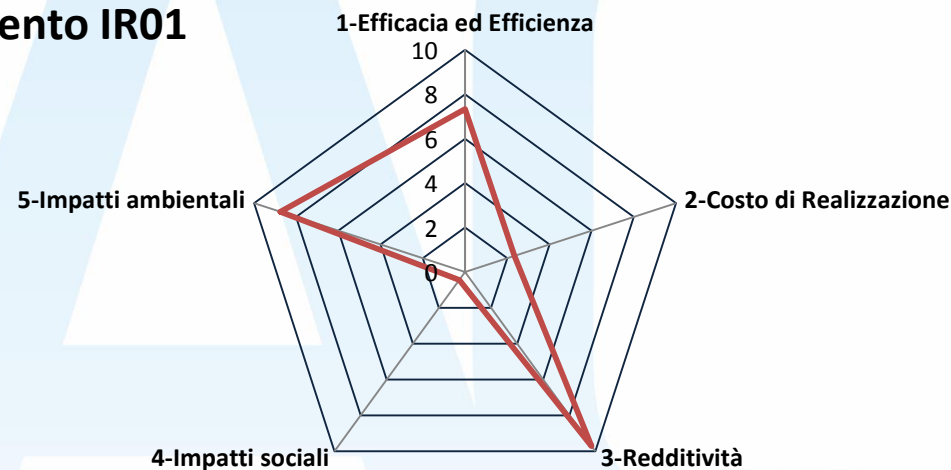 ento IR01
1-Efficacia ed Efficienza
10
8
6
4
2
0
5-Impatti ambientali
2-Costo di Realizzazione
4-Impatti sociali
3-Redditività